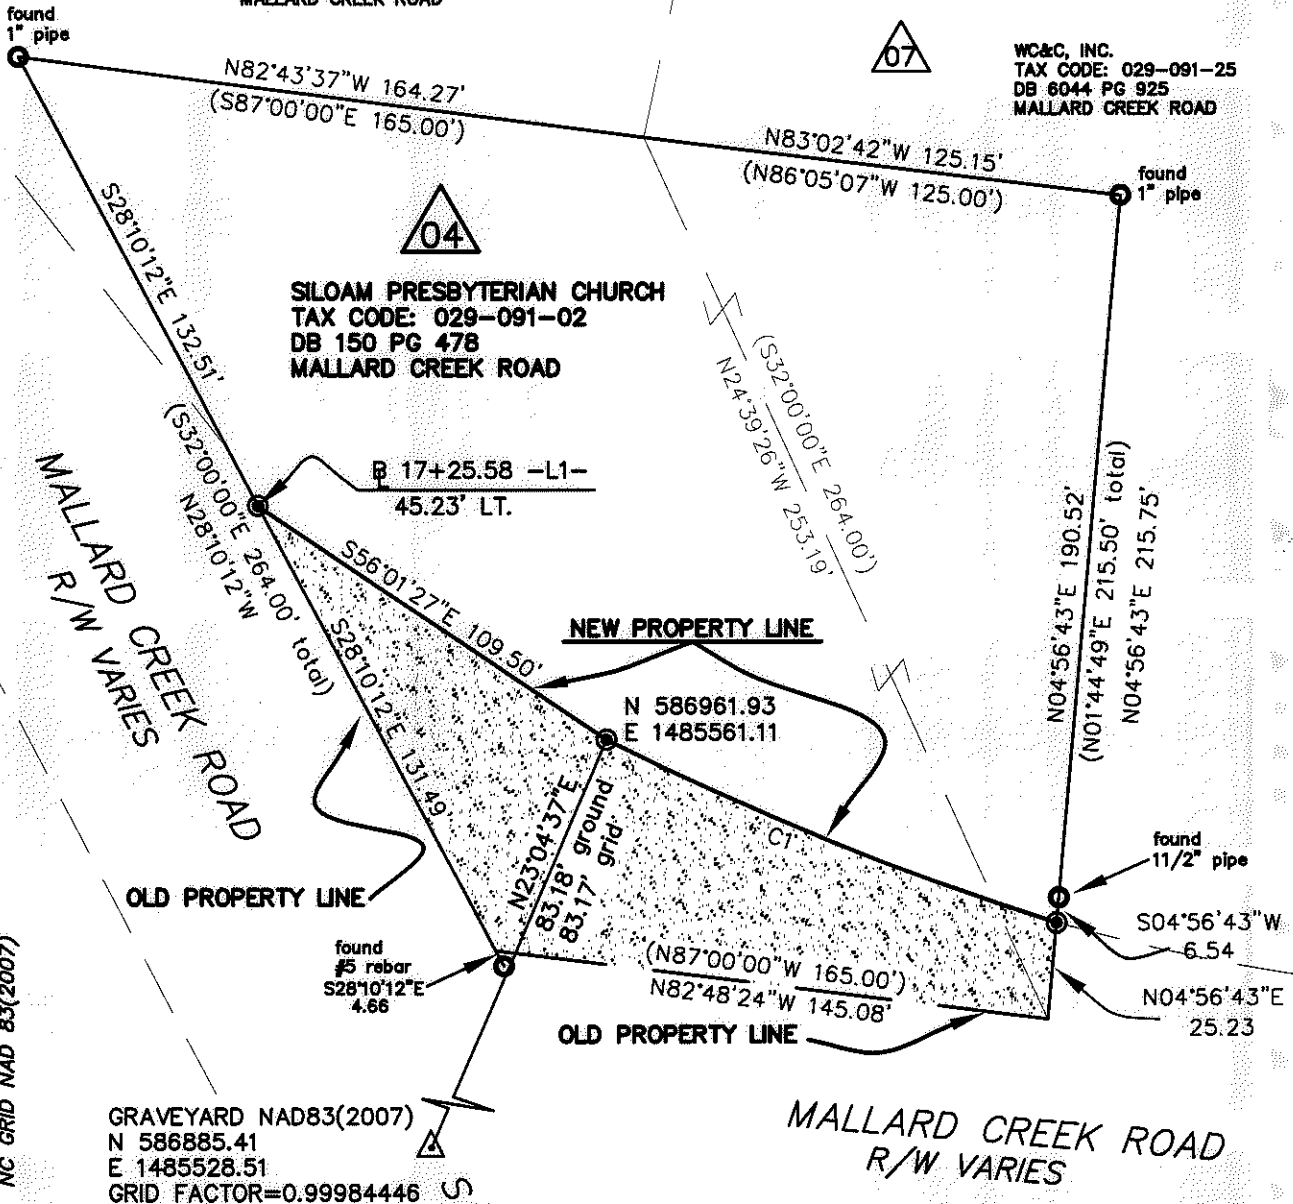 MALLARD CREEK ROAD
found
1" pipe
07
WC&C, INC.
TAX CODE: 029-091-25
DB 6044 PG 925
MALLARD CREEK ROAD
N82°43'37"W 164.27'
(S87°00'00"E 165.00')
N83°02'42"W 125.15'
(N86°05'07"W 125.00')
found
1" pipe
04
SILOAM PRESBYTERIAN CHURCH
TAX CODE: 029-091-02
DB 150 PG 478
MALLARD CREEK ROAD
S28°10'12"E 132.51'
(S32°00'00"E 264.00' total)
N28°10'12"W
17+25.58 -L1-
45.23' LT.
(S32°00'00"E 264.00')
N24°39'26"W 253.19'
MALLARD CREEK ROAD
R/W VARIES
S56°01'27"E 109.50'
S28°10'12"E 131.49
NEW PROPERTY LINE
N 586961.93
E 1485561.11
N04°56'43"E 190.52'
(N01°44'49"E 215.50' total)
N04°56'43"E 215.75'
C1
N23°04'37"E
83.18' ground
83.17' grid
OLD PROPERTY LINE
found
11/2" pipe
S04°56'43"W
6.54
N04°56'43"E
25.23
found
#5 rebar
S28°10'12"E
4.66
(N87°00'00"W 165.00')
N82°48'24"W 145.08'
OLD PROPERTY LINE
NC GRID NAD 83(2007)
GRAVEYARD NAD83(2007)
N 586885.41
E 1485528.51
GRID FACTOR=0.99984446
S
MALLARD CREEK ROAD
R/W VARIES